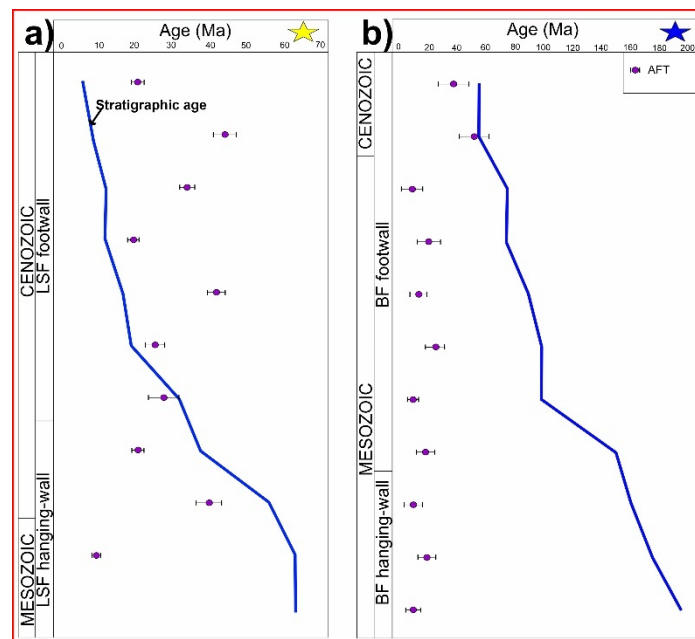 a)
Age (Ma)
0 10 20 30 40 50 60 70
Stratigraphic age
CENOZOIC
MESOZOIC
LSF footwall
LSF hanging-wall
b)
Age (Ma)
0 20 40 60 80 100 120 140 160 180 200
AFT
CENOZOIC
MESOZOIC
BF footwall
BF hanging-wall